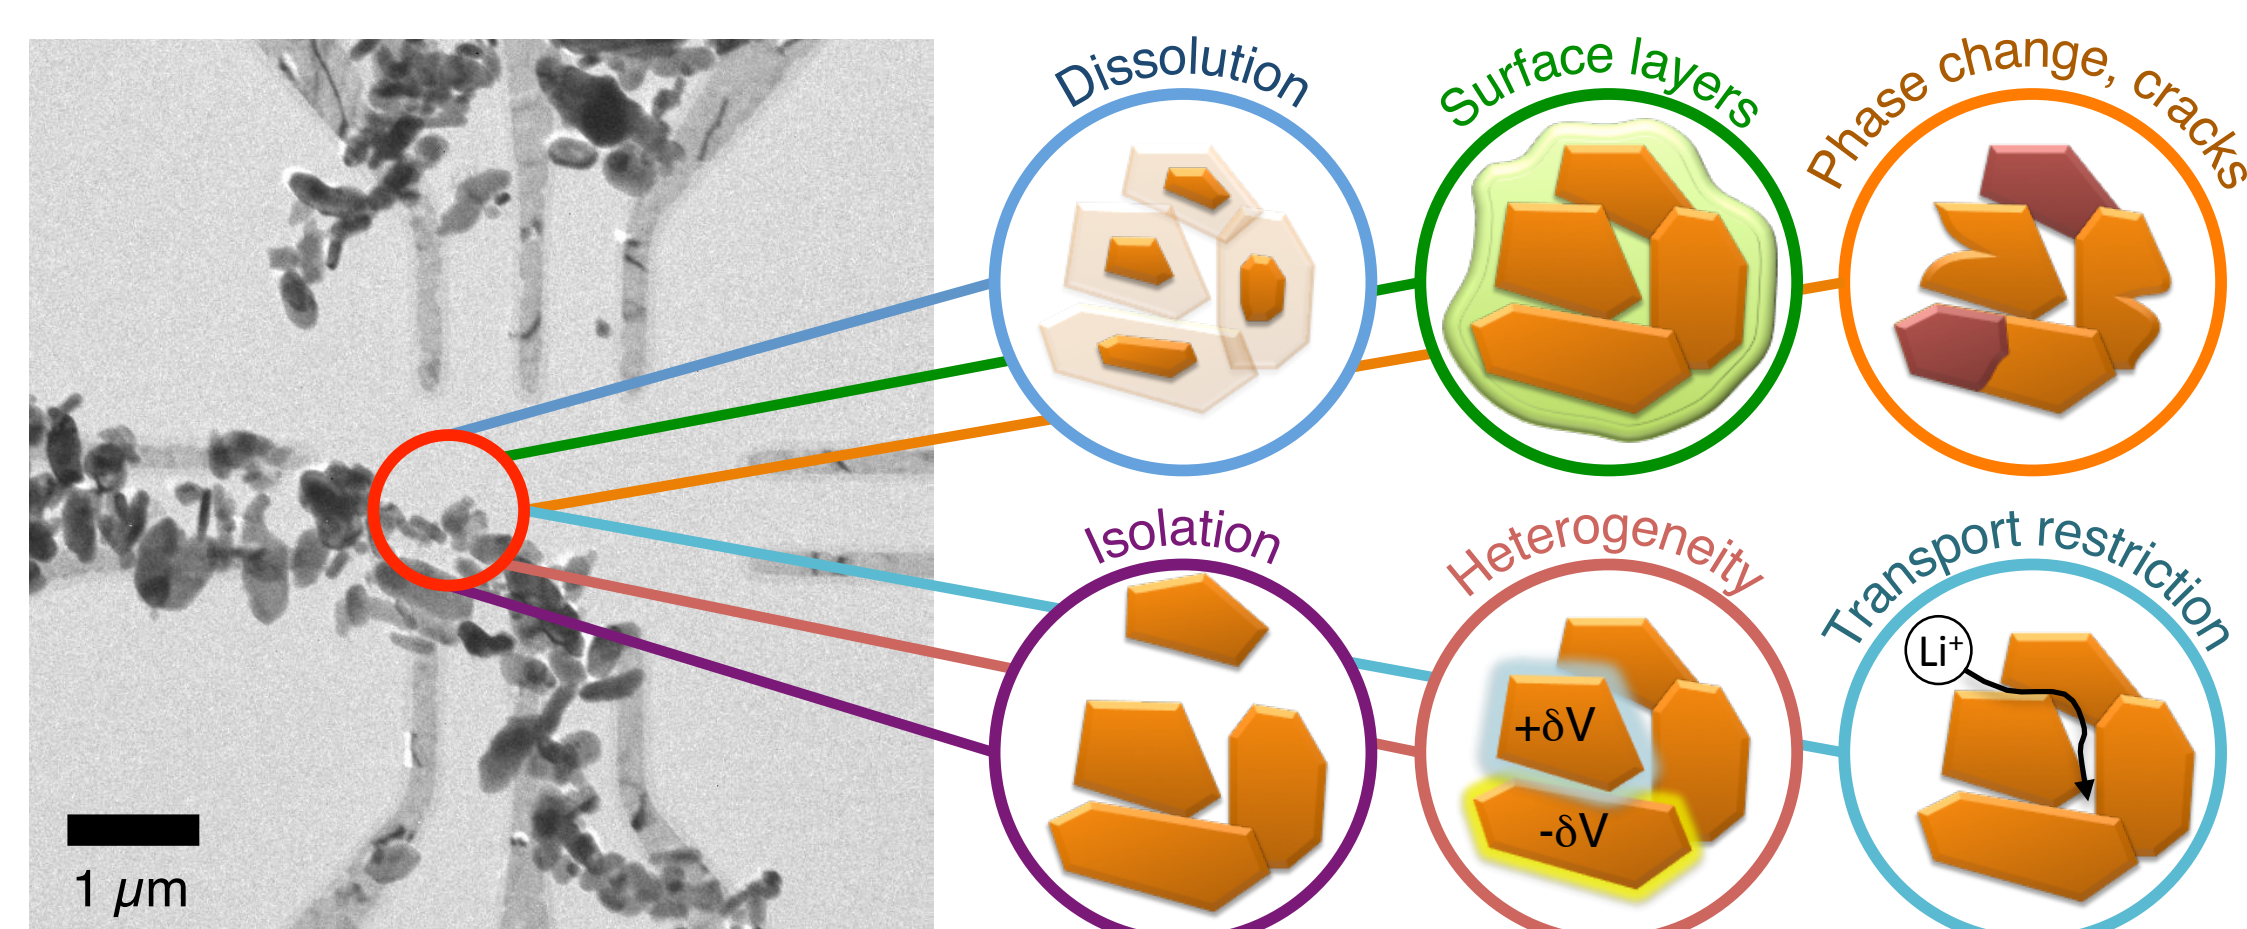 Dissolution
Surface layers
Phase change, cracks
Isolation
Heterogeneity
Transport restriction
Li⁺
+δV
-δV
1 µm